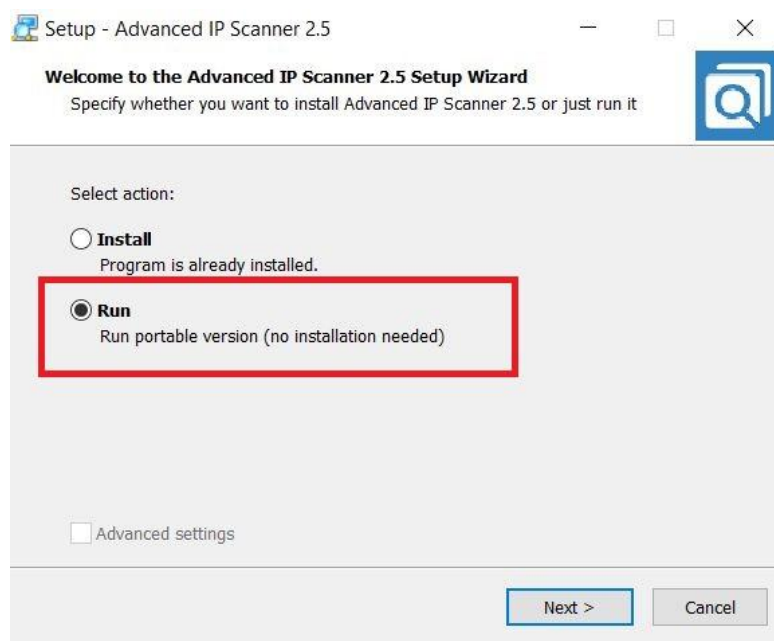 Setup - Advanced IP Scanner 2.5
Welcome to the Advanced IP Scanner 2.5 Setup Wizard
Specify whether you want to install Advanced IP Scanner 2.5 or just run it
Select action:
Install
Program is already installed.
Run
Run portable version (no installation needed)
Advanced settings
Next >
Cancel